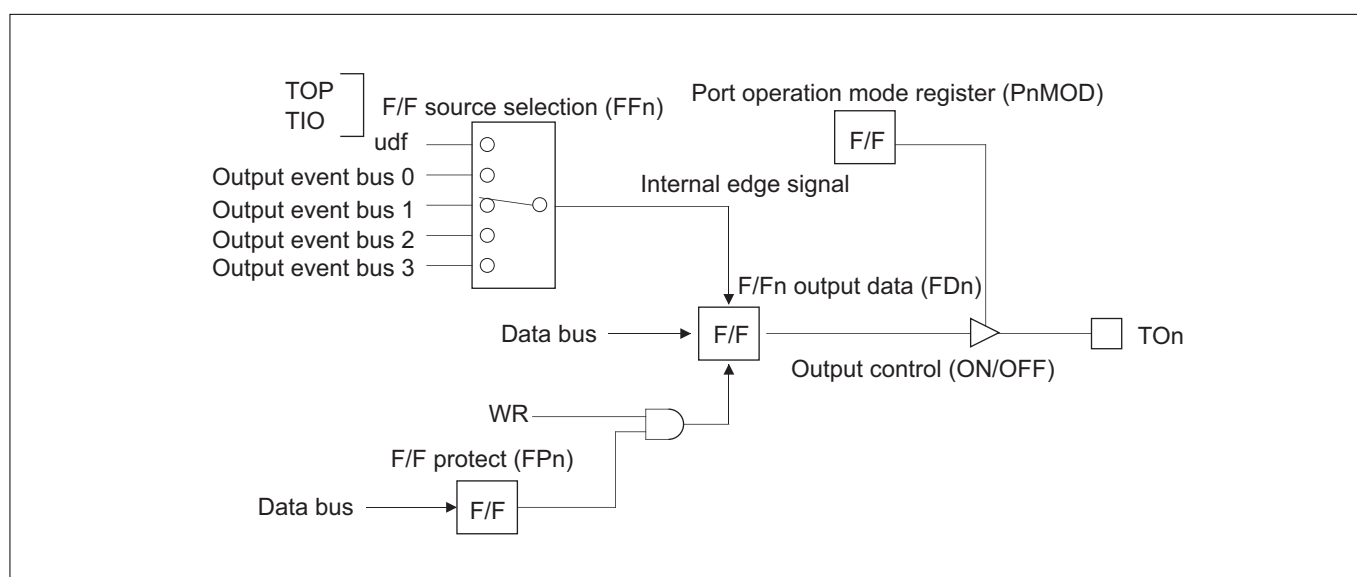 TOP
TIO
F/F source selection (FFn)
udf
Output event bus 0
Output event bus 1
Output event bus 2
Output event bus 3
Port operation mode register (PnMOD)
F/F
Internal edge signal
F/Fn output data (FDn)
Data bus
F/F
TOn
Output control (ON/OFF)
WR
F/F protect (FPn)
Data bus
F/F